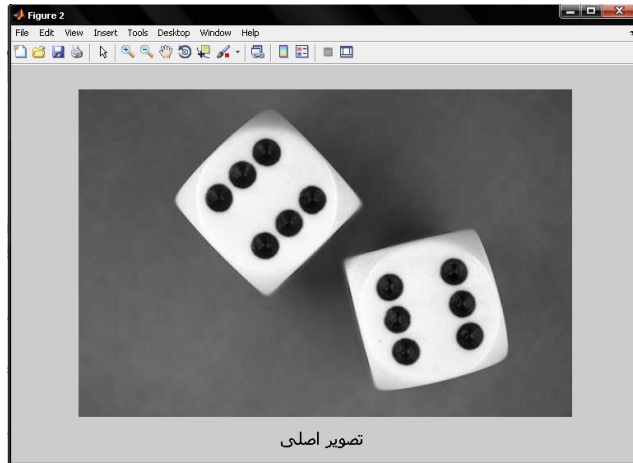 Figure 2
File Edit View Insert Tools Desktop Window Help
تصویر اصلی